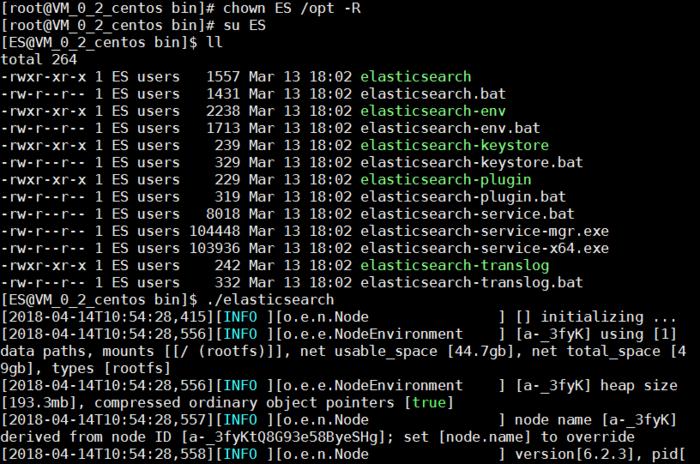 [root@VM_0_2_centos bin]# chown ES /opt -R
[root@VM_0_2_centos bin]# su ES
[ES@VM_0_2_centos bin]$ ll
total 264
-rwxr-xr-x 1 ES users   1557 Mar 13 18:02 elasticsearch
-rw-r--r-- 1 ES users   1431 Mar 13 18:02 elasticsearch.bat
-rwxr-xr-x 1 ES users   2238 Mar 13 18:02 elasticsearch-env
-rw-r--r-- 1 ES users   1713 Mar 13 18:02 elasticsearch-env.bat
-rwxr-xr-x 1 ES users    239 Mar 13 18:02 elasticsearch-keystore
-rw-r--r-- 1 ES users    329 Mar 13 18:02 elasticsearch-keystore.bat
-rwxr-xr-x 1 ES users    229 Mar 13 18:02 elasticsearch-plugin
-rw-r--r-- 1 ES users    319 Mar 13 18:02 elasticsearch-plugin.bat
-rw-r--r-- 1 ES users   8018 Mar 13 18:02 elasticsearch-service.bat
-rw-r--r-- 1 ES users 104448 Mar 13 18:02 elasticsearch-service-mgr.exe
-rw-r--r-- 1 ES users 103936 Mar 13 18:02 elasticsearch-service-x64.exe
-rwxr-xr-x 1 ES users    242 Mar 13 18:02 elasticsearch-translog
-rw-r--r-- 1 ES users    332 Mar 13 18:02 elasticsearch-translog.bat
[ES@VM_0_2_centos bin]$ ./elasticsearch
[2018-04-14T10:54:28,415][INFO ][o.e.n.Node               ] [] initializing ...
[2018-04-14T10:54:28,556][INFO ][o.e.e.NodeEnvironment    ] [a-_3fyK] using [1]
data paths, mounts [[/ (rootfs)]], net usable_space [44.7gb], net total_space [4
9gb], types [rootfs]
[2018-04-14T10:54:28,556][INFO ][o.e.e.NodeEnvironment    ] [a-_3fyK] heap size
[193.3mb], compressed ordinary object pointers [true]
[2018-04-14T10:54:28,557][INFO ][o.e.n.Node               ] node name [a-_3fyK]
derived from node ID [a-_3fyKtQ8G93e58ByeSHg]; set [node.name] to override
[2018-04-14T10:54:28,558][INFO ][o.e.n.Node               ] version[6.2.3], pid[